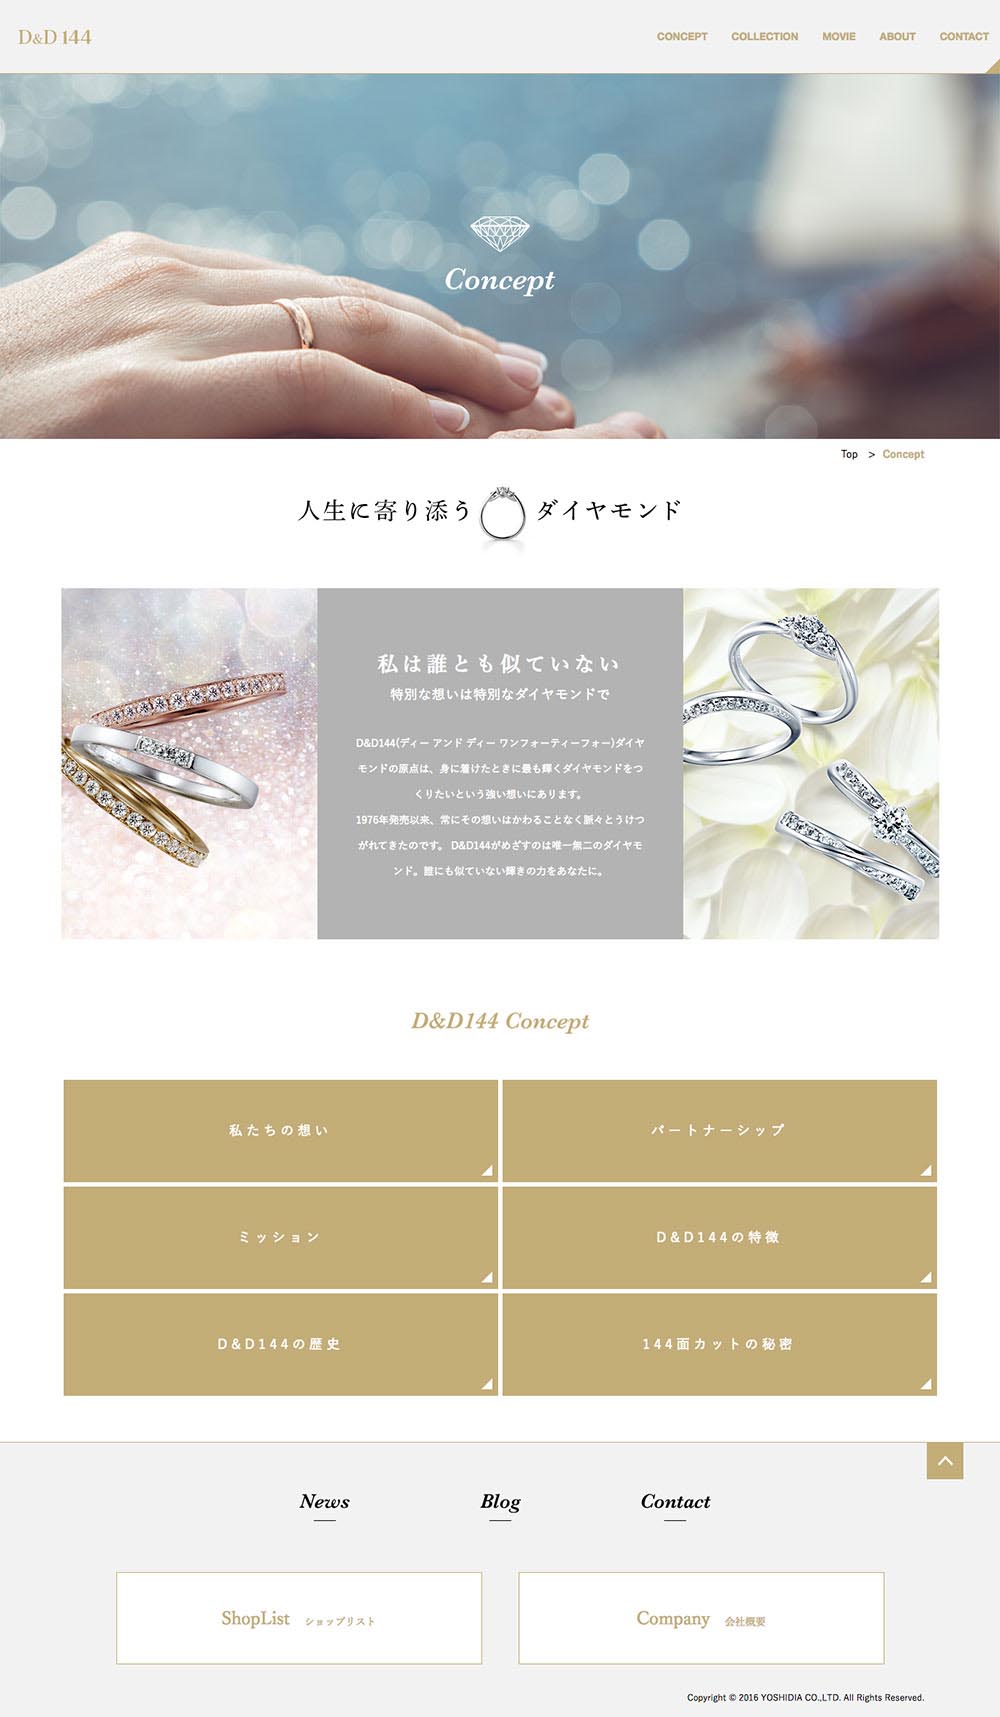 D&D 144
CONCEPT COLLECTION MOVIE ABOUT CONTACT
Concept
Top > Concept
人生に寄り添う ダイヤモンド
私は誰とも似ていない
特別な想いは特別なダイヤモンドで
D&D144(ディー アンド ディー ワンフォーティーフォー)ダイヤ
モンドの原点は、身に着けたときに最も輝くダイヤモンドをつ
くりたいという強い想いにあります。
1976年発売以来、常にその想いはかわることなく脈々とうけつ
がれてきたのです。 D&D144がめざすのは唯一無二のダイヤモ
ンド。誰にも似ていない輝きの力をあなたに。
D&D144 Concept
私たちの想い
パートナーシップ
ミッション
D&D144の特徴
D&D144の歴史
144面カットの秘密
News Blog Contact
ShopList ショップリスト
Company 会社概要
Copyright © 2016 YOSHIDIA CO.,LTD. All Rights Reserved.